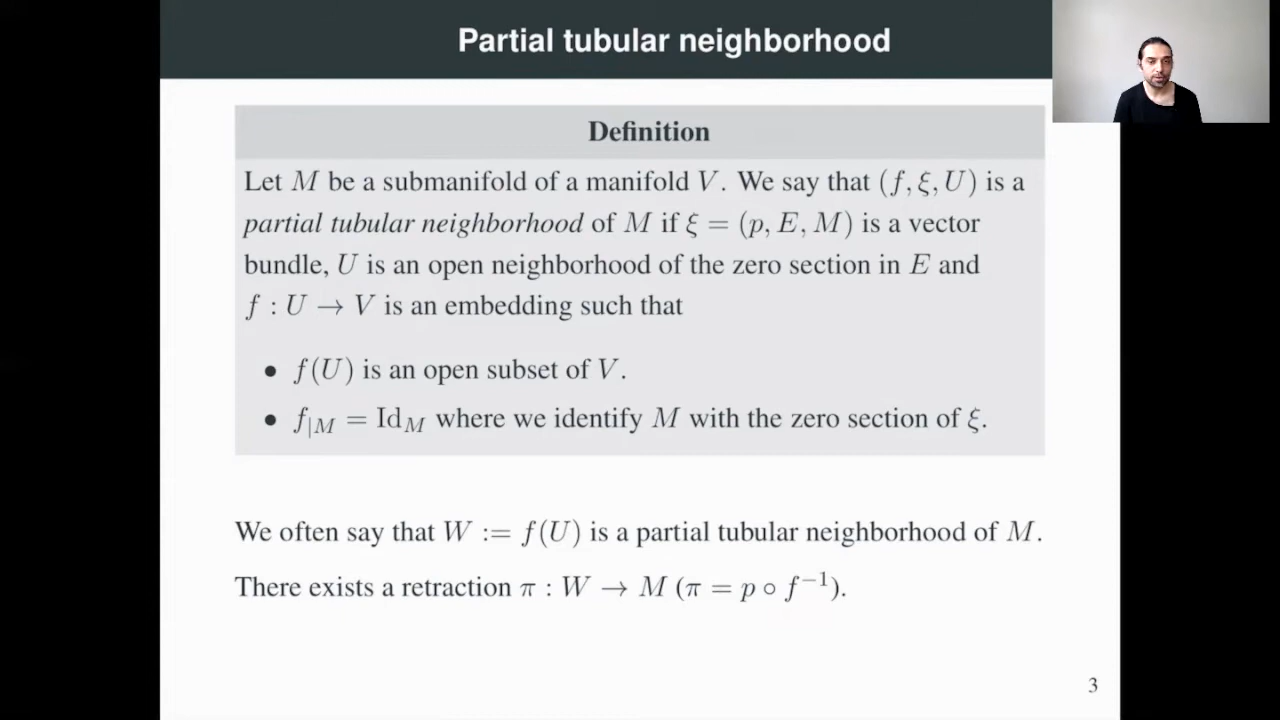 Partial tubular neighborhood
Definition
Let M be a submanifold of a manifold V. We say that (f, ξ, U) is a
partial tubular neighborhood of M if ξ = (p, E, M) is a vector
bundle, U is an open neighborhood of the zero section in E and
f : U → V is an embedding such that
• f(U) is an open subset of V.
• f|M = IdM where we identify M with the zero section of ξ.
We often say that W := f(U) is a partial tubular neighborhood of M.
There exists a retraction π : W → M (π = p ∘ f⁻¹).
3